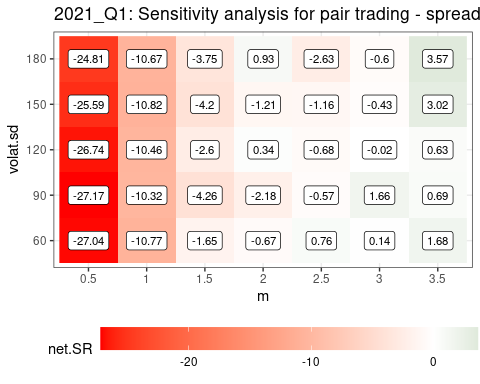 2021_Q1: Sensitivity analysis for pair trading - spread
volat.sd
180 -24.81 -10.67 -3.75 0.93 -2.63 -0.6 3.57
150 -25.59 -10.82 -4.2 -1.21 -1.16 -0.43 3.02
120 -26.74 -10.46 -2.6 0.34 -0.68 -0.02 0.63
90 -27.17 -10.32 -4.26 -2.18 -0.57 1.66 0.69
60 -27.04 -10.77 -1.65 -0.67 0.76 0.14 1.68
0.5 1 1.5 2 2.5 3 3.5
m
net.SR
-20 -10 0